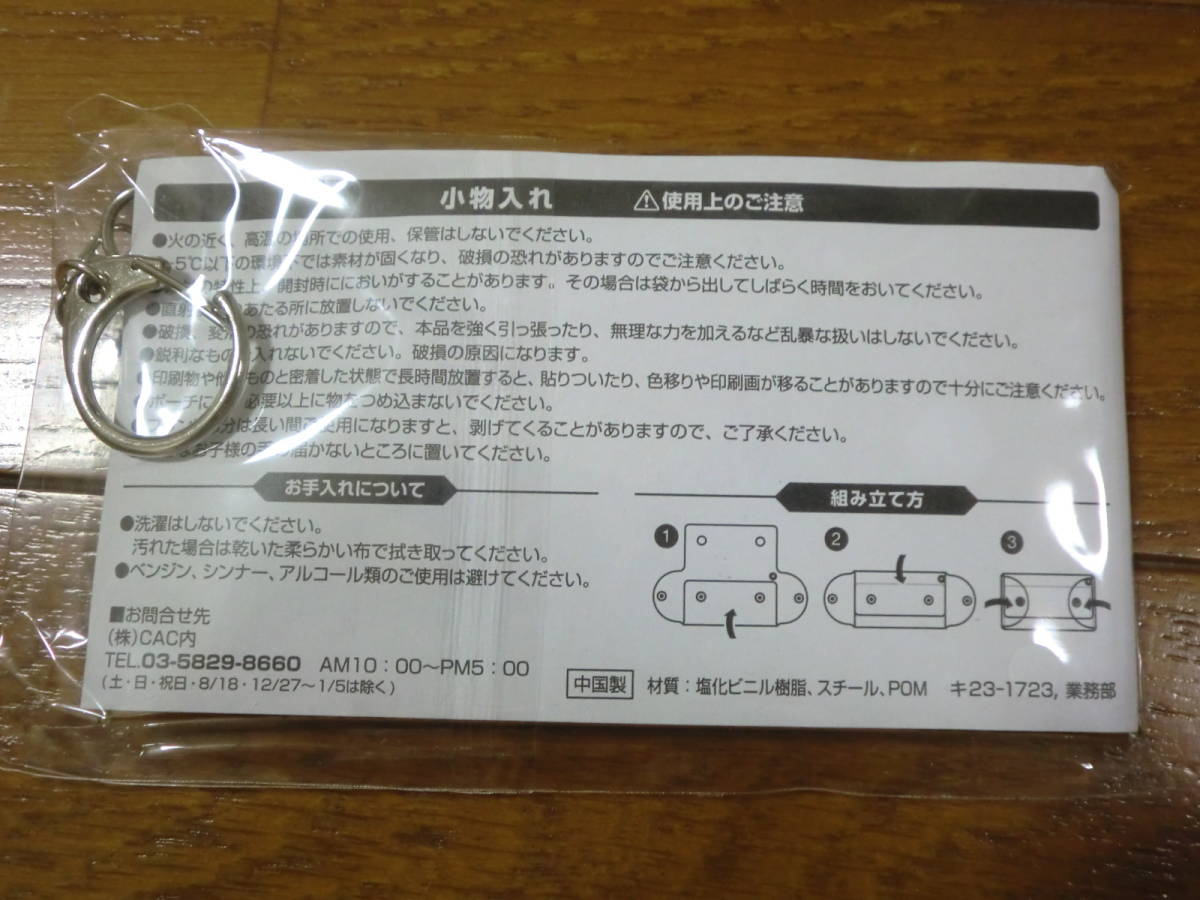 小物入れ ⚠使用上のご注意
●火の近く、高温の場所での使用、保管はしないでください。
5℃以下の環境下では素材が固くなり、破損の恐れがありますのでご注意ください。
の特性上、開封時ににおいがすることがあります。その場合は袋から出してしばらく時間をおいてください。
●直射 あたる所に放置しないでください。
●破損、変形の恐れがありますので、本品を強く引っ張ったり、無理な力を加えるなど乱暴な扱いはしないでください。
●鋭利なものを入れないでください。破損の原因になります。
●印刷物や他のものと密着した状態で長時間放置すると、貼りついたり、色移りや印刷画が移ることがありますので十分にご注意ください。
●ポーチに 必要以上に物をつめ込まないでください。
分は長い間ご使用になりますと、剥げてくることがありますので、ご了承ください。
お子様の手の届かないところに置いてください。
お手入れについて
●洗濯はしないでください。
汚れた場合は乾いた柔らかい布で拭き取ってください。
●ベンジン、シンナー、アルコール類のご使用は避けてください。
■お問合せ先
(株)CAC内
TEL.03-5829-8660 AM10：00〜PM5：00
(土・日・祝日・8/18・12/27〜1/5は除く)
組み立て方
1 2 3
中国製 材質：塩化ビニル樹脂、スチール、POM キ23-1723, 業務部